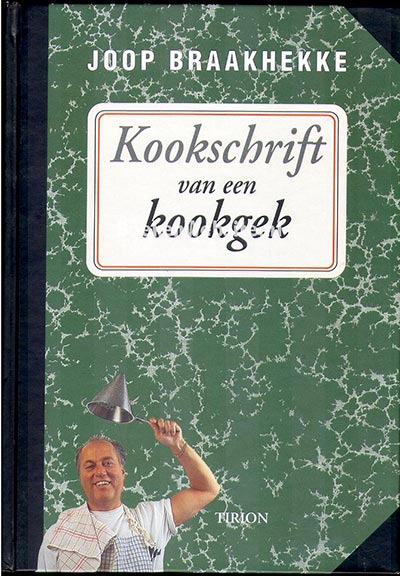 JOOP BRAAKHEKKE
Kookschrift
van een
kookgek
TIRION